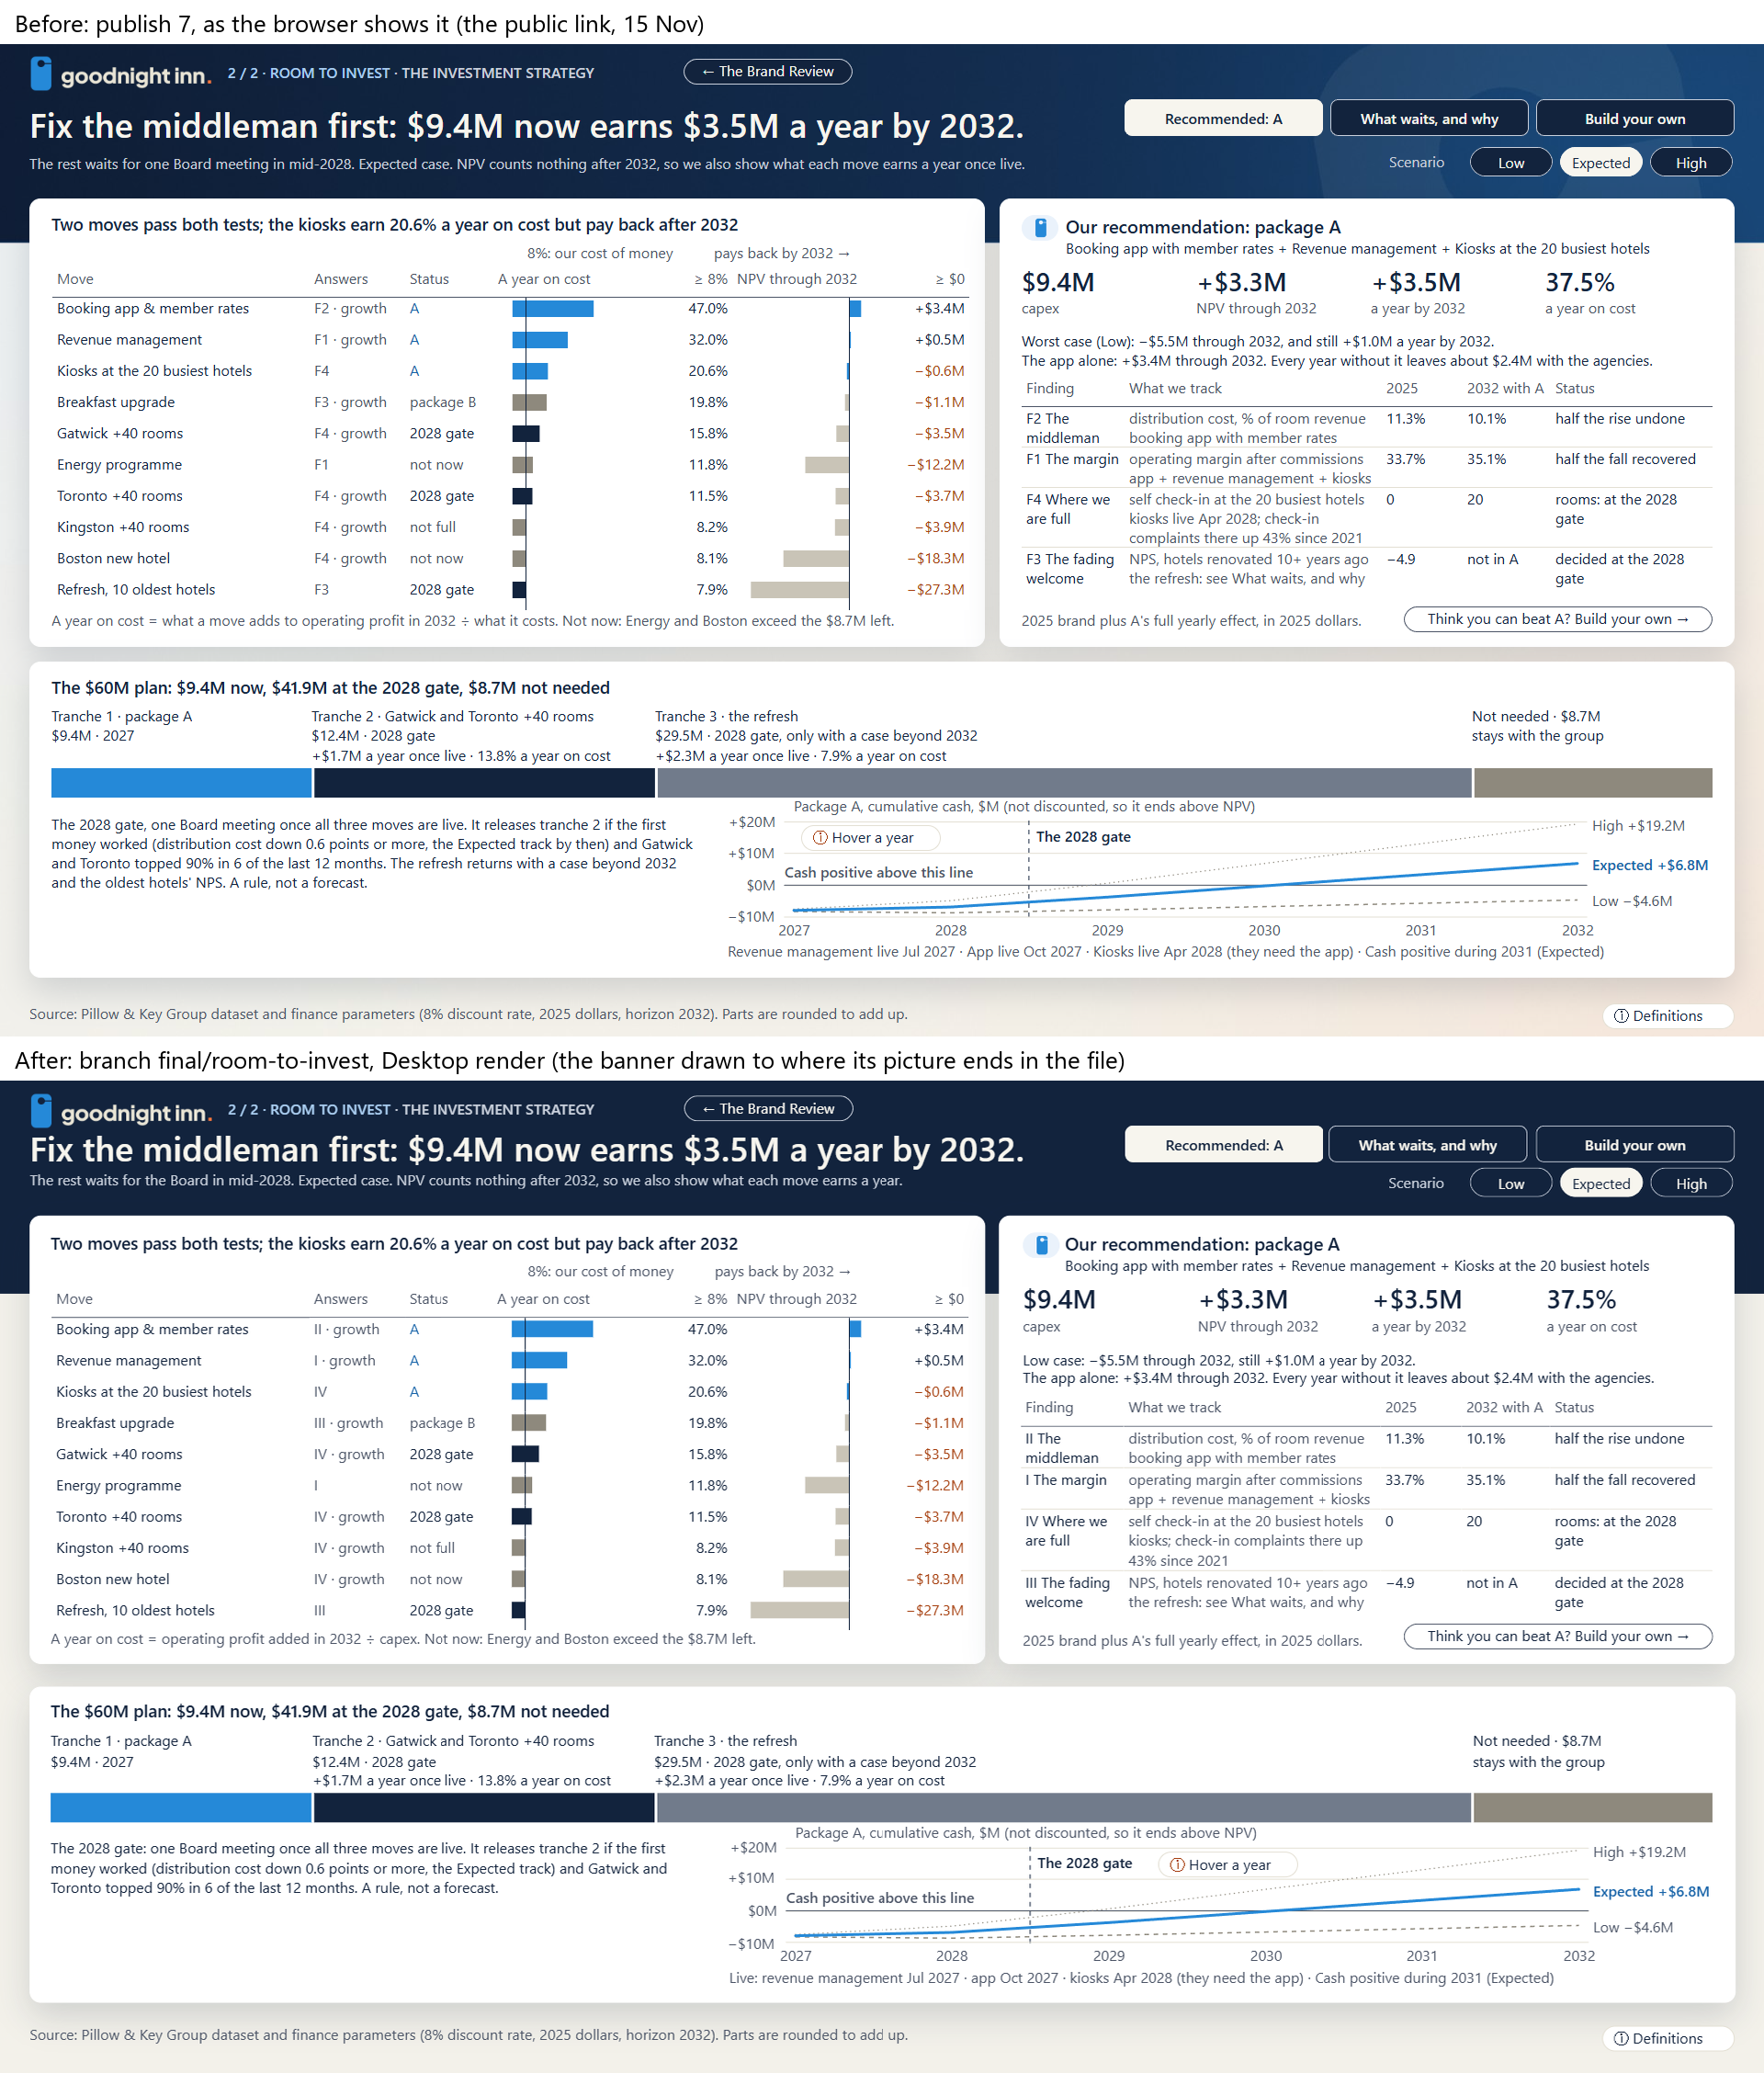 Before: publish 7, as the browser shows it (the public link, 15 Nov)
goodnight inn.
2 / 2 · ROOM TO INVEST · THE INVESTMENT STRATEGY
← The Brand Review
Fix the middleman first: $9.4M now earns $3.5M a year by 2032.
The rest waits for one Board meeting in mid-2028. Expected case. NPV counts nothing after 2032, so we also show what each move earns a year once live.
Recommended: A
What waits, and why
Build your own
Scenario
Low
Expected
High
Two moves pass both tests; the kiosks earn 20.6% a year on cost but pay back after 2032
8%: our cost of money
pays back by 2032 →
Move Answers Status A year on cost ≥ 8% NPV through 2032 ≥ $0
Booking app & member rates F2 · growth A 47.0% +$3.4M
Revenue management F1 · growth A 32.0% +$0.5M
Kiosks at the 20 busiest hotels F4 A 20.6% −$0.6M
Breakfast upgrade F3 · growth package B 19.8% −$1.1M
Gatwick +40 rooms F4 · growth 2028 gate 15.8% −$3.5M
Energy programme F1 not now 11.8% −$12.2M
Toronto +40 rooms F4 · growth 2028 gate 11.5% −$3.7M
Kingston +40 rooms F4 · growth not full 8.2% −$3.9M
Boston new hotel F4 · growth not now 8.1% −$18.3M
Refresh, 10 oldest hotels F3 2028 gate 7.9% −$27.3M
A year on cost = what a move adds to operating profit in 2032 ÷ what it costs. Not now: Energy and Boston exceed the $8.7M left.
Our recommendation: package A
Booking app with member rates + Revenue management + Kiosks at the 20 busiest hotels
$9.4M +$3.3M +$3.5M 37.5%
capex NPV through 2032 a year by 2032 a year on cost
Worst case (Low): −$5.5M through 2032, and still +$1.0M a year by 2032.
The app alone: +$3.4M through 2032. Every year without it leaves about $2.4M with the agencies.
Finding What we track 2025 2032 with A Status
F2 The distribution cost, % of room revenue 11.3% 10.1% half the rise undone
middleman booking app with member rates
F1 The margin operating margin after commissions 33.7% 35.1% half the fall recovered
app + revenue management + kiosks
F4 Where we self check-in at the 20 busiest hotels 0 20 rooms: at the 2028
are full kiosks live Apr 2028; check-in gate
complaints there up 43% since 2021
F3 The fading NPS, hotels renovated 10+ years ago −4.9 not in A decided at the 2028
welcome the refresh: see What waits, and why gate
2025 brand plus A's full yearly effect, in 2025 dollars.
Think you can beat A? Build your own →
The $60M plan: $9.4M now, $41.9M at the 2028 gate, $8.7M not needed
Tranche 1 · package A Tranche 2 · Gatwick and Toronto +40 rooms Tranche 3 · the refresh Not needed · $8.7M
$9.4M · 2027 $12.4M · 2028 gate $29.5M · 2028 gate, only with a case beyond 2032 stays with the group
+$1.7M a year once live · 13.8% a year on cost +$2.3M a year once live · 7.9% a year on cost
The 2028 gate, one Board meeting once all three moves are live. It releases tranche 2 if the first
money worked (distribution cost down 0.6 points or more, the Expected track by then) and Gatwick
and Toronto topped 90% in 6 of the last 12 months. The refresh returns with a case beyond 2032
and the oldest hotels' NPS. A rule, not a forecast.
Package A, cumulative cash, $M (not discounted, so it ends above NPV)
+$20M
ⓘ Hover a year
The 2028 gate
High +$19.2M
+$10M
Cash positive above this line
Expected +$6.8M
$0M
Low −$4.6M
−$10M
2027 2028 2029 2030 2031 2032
Revenue management live Jul 2027 · App live Oct 2027 · Kiosks live Apr 2028 (they need the app) · Cash positive during 2031 (Expected)
Source: Pillow & Key Group dataset and finance parameters (8% discount rate, 2025 dollars, horizon 2032). Parts are rounded to add up.
ⓘ Definitions
After: branch final/room-to-invest, Desktop render (the banner drawn to where its picture ends in the file)
goodnight inn.
2 / 2 · ROOM TO INVEST · THE INVESTMENT STRATEGY
← The Brand Review
Fix the middleman first: $9.4M now earns $3.5M a year by 2032.
The rest waits for the Board in mid-2028. Expected case. NPV counts nothing after 2032, so we also show what each move earns a year.
Recommended: A
What waits, and why
Build your own
Scenario
Low
Expected
High
Two moves pass both tests; the kiosks earn 20.6% a year on cost but pay back after 2032
8%: our cost of money
pays back by 2032 →
Move Answers Status A year on cost ≥ 8% NPV through 2032 ≥ $0
Booking app & member rates II · growth A 47.0% +$3.4M
Revenue management I · growth A 32.0% +$0.5M
Kiosks at the 20 busiest hotels IV A 20.6% −$0.6M
Breakfast upgrade III · growth package B 19.8% −$1.1M
Gatwick +40 rooms IV · growth 2028 gate 15.8% −$3.5M
Energy programme I not now 11.8% −$12.2M
Toronto +40 rooms IV · growth 2028 gate 11.5% −$3.7M
Kingston +40 rooms IV · growth not full 8.2% −$3.9M
Boston new hotel IV · growth not now 8.1% −$18.3M
Refresh, 10 oldest hotels III 2028 gate 7.9% −$27.3M
A year on cost = operating profit added in 2032 ÷ capex. Not now: Energy and Boston exceed the $8.7M left.
Our recommendation: package A
Booking app with member rates + Revenue management + Kiosks at the 20 busiest hotels
$9.4M +$3.3M +$3.5M 37.5%
capex NPV through 2032 a year by 2032 a year on cost
Low case: −$5.5M through 2032, still +$1.0M a year by 2032.
The app alone: +$3.4M through 2032. Every year without it leaves about $2.4M with the agencies.
Finding What we track 2025 2032 with A Status
II The distribution cost, % of room revenue 11.3% 10.1% half the rise undone
middleman booking app with member rates
I The margin operating margin after commissions 33.7% 35.1% half the fall recovered
app + revenue management + kiosks
IV Where we self check-in at the 20 busiest hotels 0 20 rooms: at the 2028
are full kiosks; check-in complaints there up gate
43% since 2021
III The fading NPS, hotels renovated 10+ years ago −4.9 not in A decided at the 2028
welcome the refresh: see What waits, and why gate
2025 brand plus A's full yearly effect, in 2025 dollars.
Think you can beat A? Build your own →
The $60M plan: $9.4M now, $41.9M at the 2028 gate, $8.7M not needed
Tranche 1 · package A Tranche 2 · Gatwick and Toronto +40 rooms Tranche 3 · the refresh Not needed · $8.7M
$9.4M · 2027 $12.4M · 2028 gate $29.5M · 2028 gate, only with a case beyond 2032 stays with the group
+$1.7M a year once live · 13.8% a year on cost +$2.3M a year once live · 7.9% a year on cost
The 2028 gate: one Board meeting once all three moves are live. It releases tranche 2 if the first
money worked (distribution cost down 0.6 points or more, the Expected track) and Gatwick and
Toronto topped 90% in 6 of the last 12 months. A rule, not a forecast.
Package A, cumulative cash, $M (not discounted, so it ends above NPV)
+$20M
The 2028 gate
ⓘ Hover a year
High +$19.2M
+$10M
Cash positive above this line
Expected +$6.8M
$0M
Low −$4.6M
−$10M
2027 2028 2029 2030 2031 2032
Live: revenue management Jul 2027 · app Oct 2027 · kiosks Apr 2028 (they need the app) · Cash positive during 2031 (Expected)
Source: Pillow & Key Group dataset and finance parameters (8% discount rate, 2025 dollars, horizon 2032). Parts are rounded to add up.
ⓘ Definitions